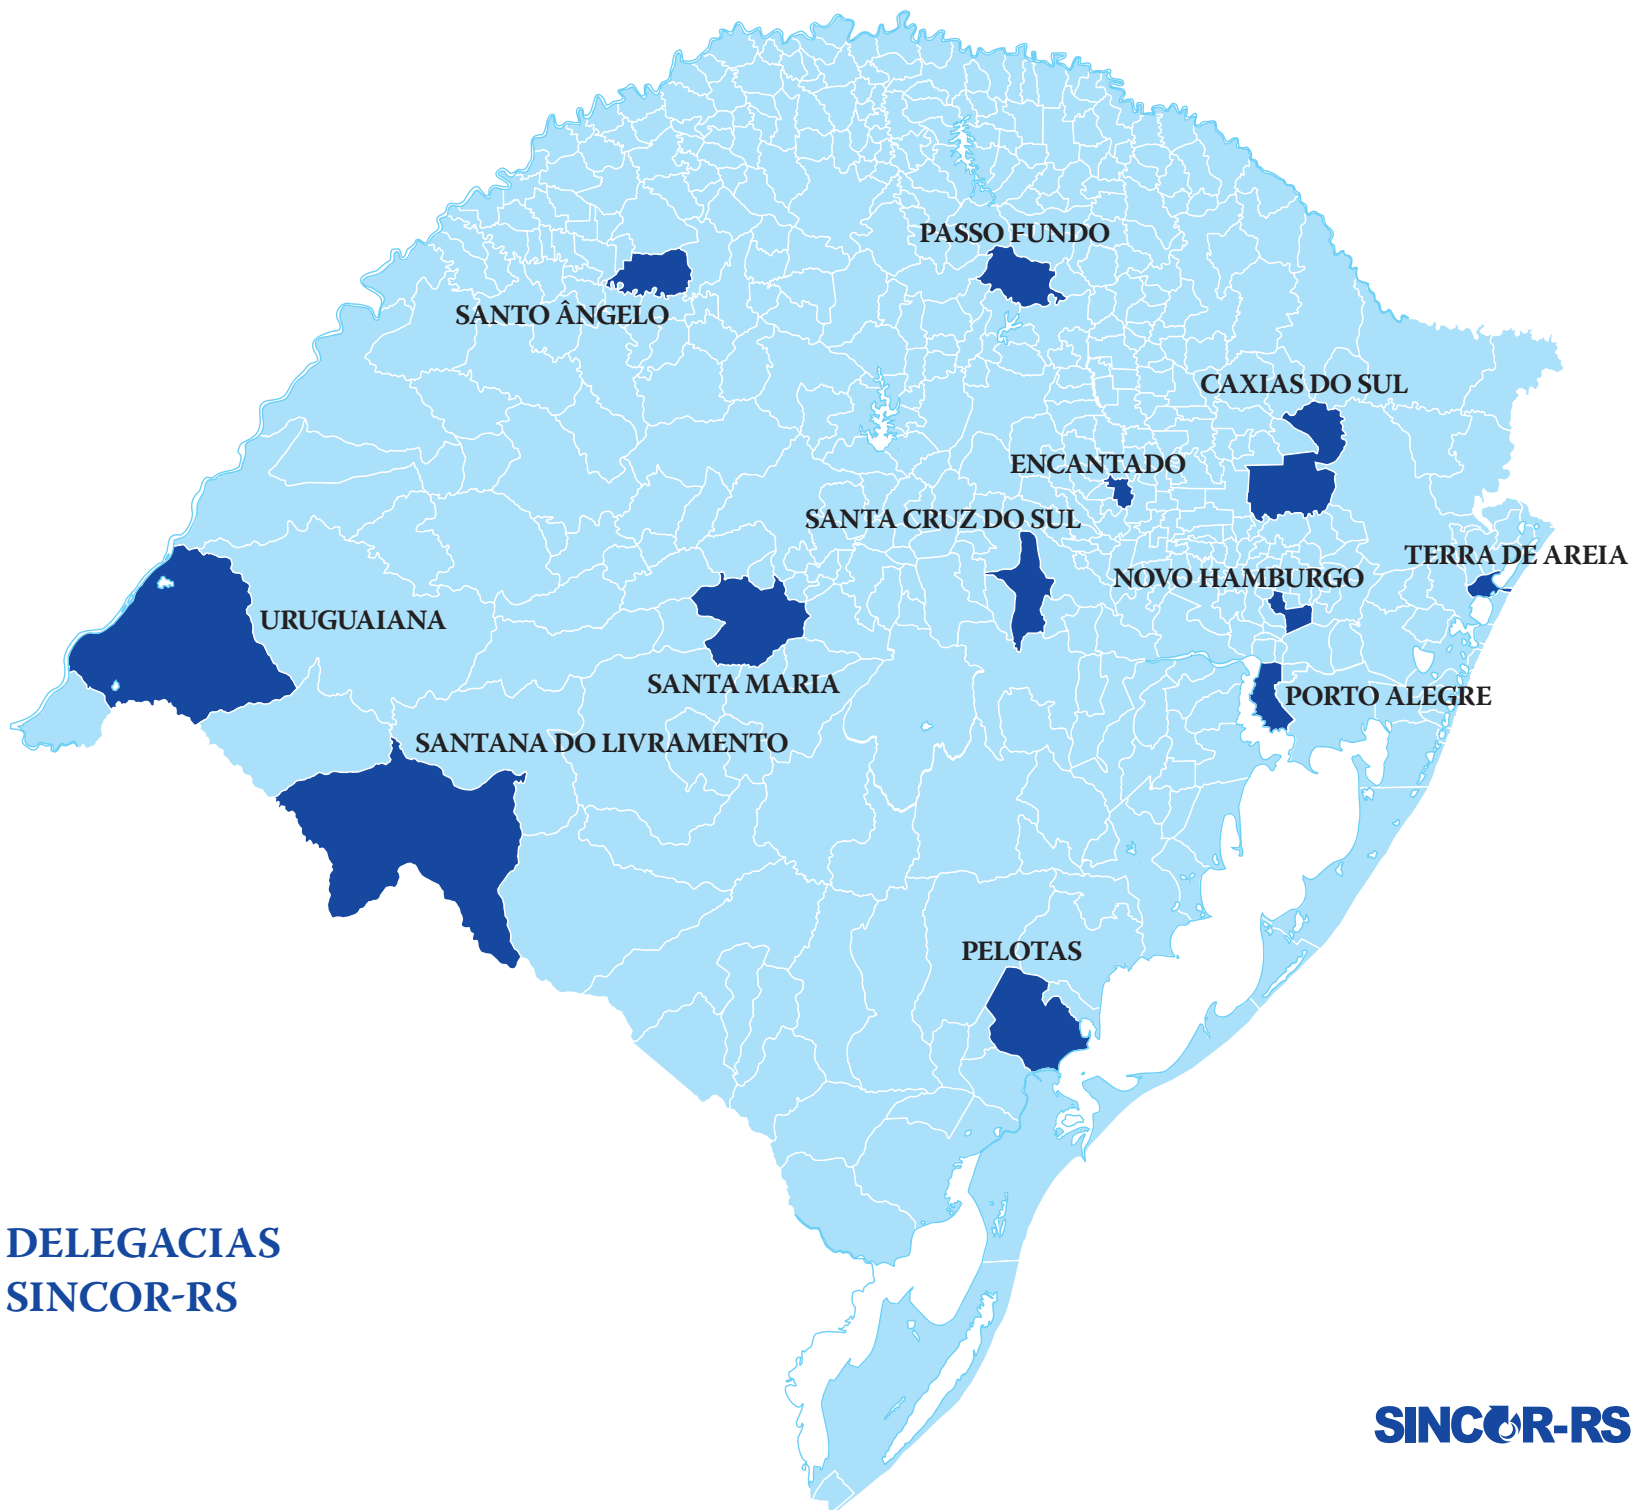 PASSO FUNDO
SANTO ÂNGELO
CAXIAS DO SUL
ENCANTADO
SANTA CRUZ DO SUL
TERRA DE AREIA
NOVO HAMBURGO
URUGUAIANA
SANTA MARIA
PORTO ALEGRE
SANTANA DO LIVRAMENTO
PELOTAS
DELEGACIAS
SINCOR-RS
SINCOR-RS